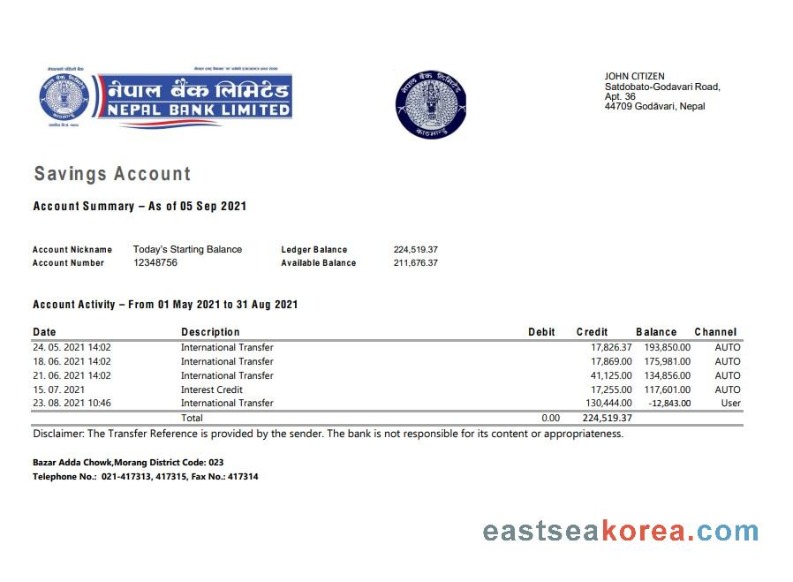 नेपाल बैंक लिमिटेड
NEPAL BANK LIMITED
JOHN CITIZEN
Satdobato-Godavari Road,
Apt. 36
44709 Godāvari, Nepal
Savings Account
Account Summary – As of 05 Sep 2021
Account Nickname Today's Starting Balance Ledger Balance 224,519.37
Account Number 12348756 Available Balance 211,676.37
Account Activity – From 01 May 2021 to 31 Aug 2021
Date Description Debit Credit Balance Channel
24. 05. 2021 14:02 International Transfer 17,826.37 193,850.00 AUTO
18. 06. 2021 14:02 International Transfer 17,869.00 175,981.00 AUTO
21. 06. 2021 14:02 International Transfer 41,125.00 134,856.00 AUTO
15. 07. 2021 Interest Credit 17,255.00 117,601.00 AUTO
23. 08. 2021 10:46 International Transfer 130,444.00 -12,843.00 User
Total 0.00 224,519.37
Disclaimer: The Transfer Reference is provided by the sender. The bank is not responsible for its content or appropriateness.
Bazar Adda Chowk,Morang District Code: 023
Telephone No.: 021-417313, 417315, Fax No.: 417314
eastseakorea.com